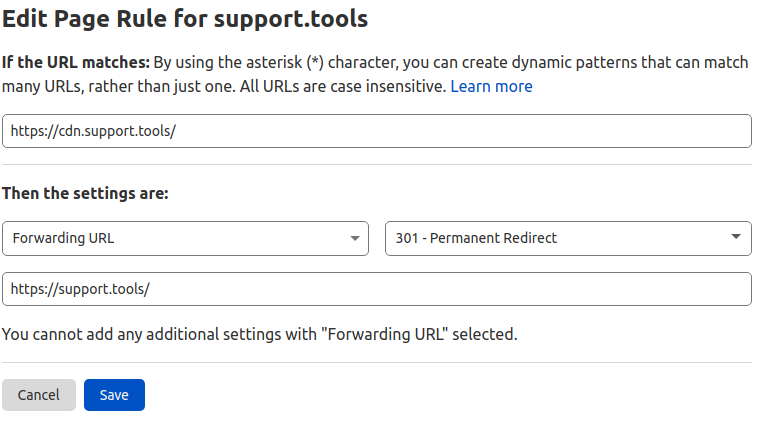 Edit Page Rule for support.tools
If the URL matches: By using the asterisk (*) character, you can create dynamic patterns that can match
many URLs, rather than just one. All URLs are case insensitive. Learn more
https://cdn.support.tools/
Then the settings are:
Forwarding URL
301 - Permanent Redirect
https://support.tools/
You cannot add any additional settings with "Forwarding URL" selected.
Cancel
Save